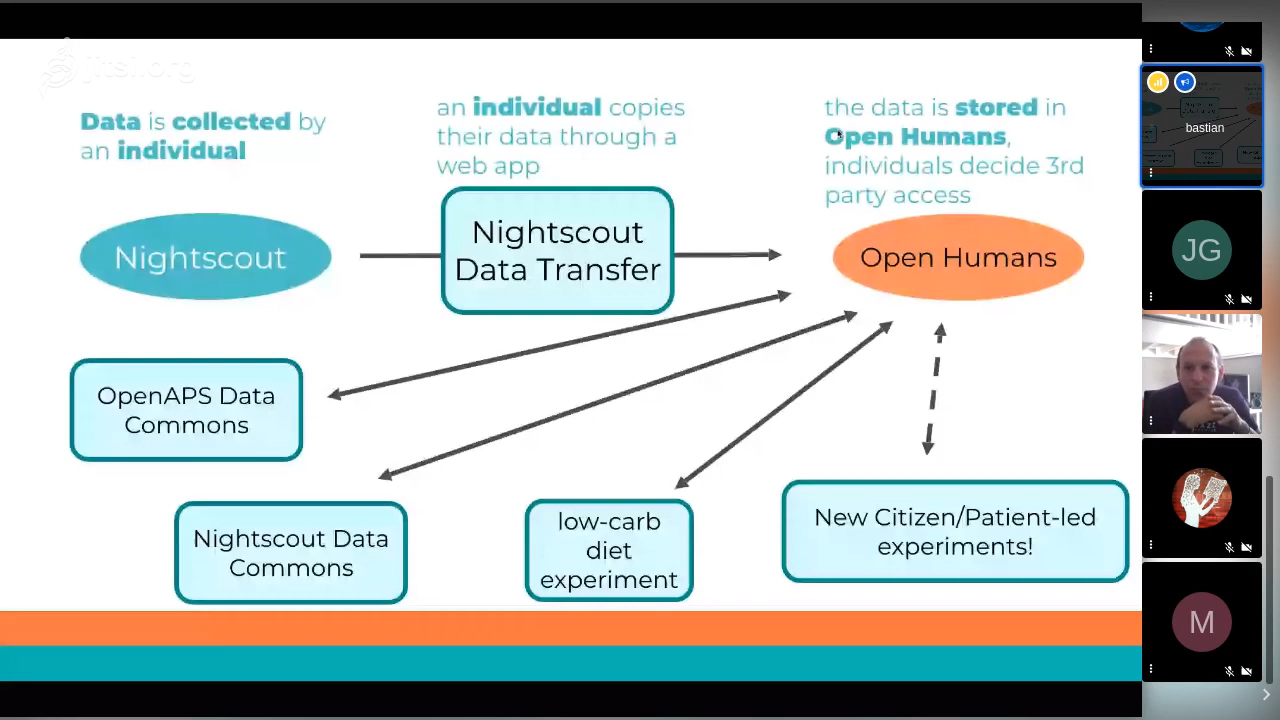 jitsi.org
Data is collected by
an individual
an individual copies
their data through a
web app
the data is stored in
Open Humans,
individuals decide 3rd
party access
Nightscout
Nightscout
Data Transfer
Open Humans
OpenAPS Data
Commons
Nightscout Data
Commons
low-carb
diet
experiment
New Citizen/Patient-led
experiments!
bastian
JG
M